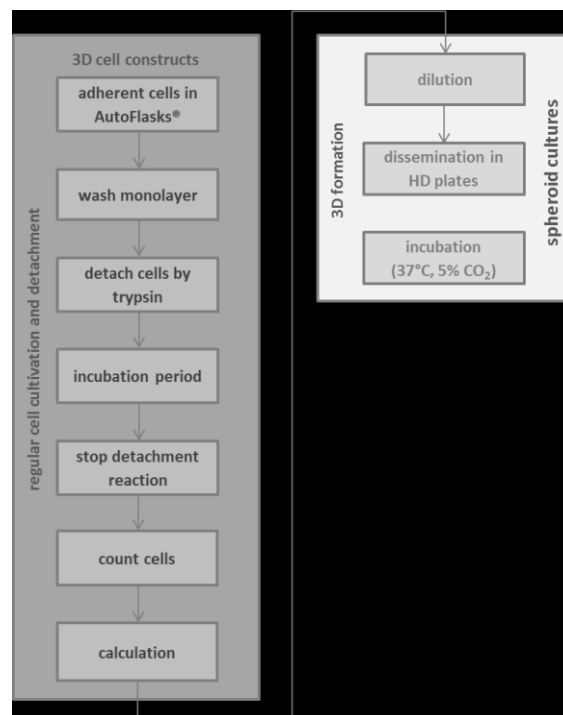 3D cell constructs
adherent cells in
AutoFlasks®
wash monolayer
detach cells by
trypsin
incubation period
stop detachment
reaction
count cells
calculation
regular cell cultivation and detachment
dilution
dissemination in
HD plates
incubation
(37°C, 5% CO₂)
3D formation
spheroid cultures